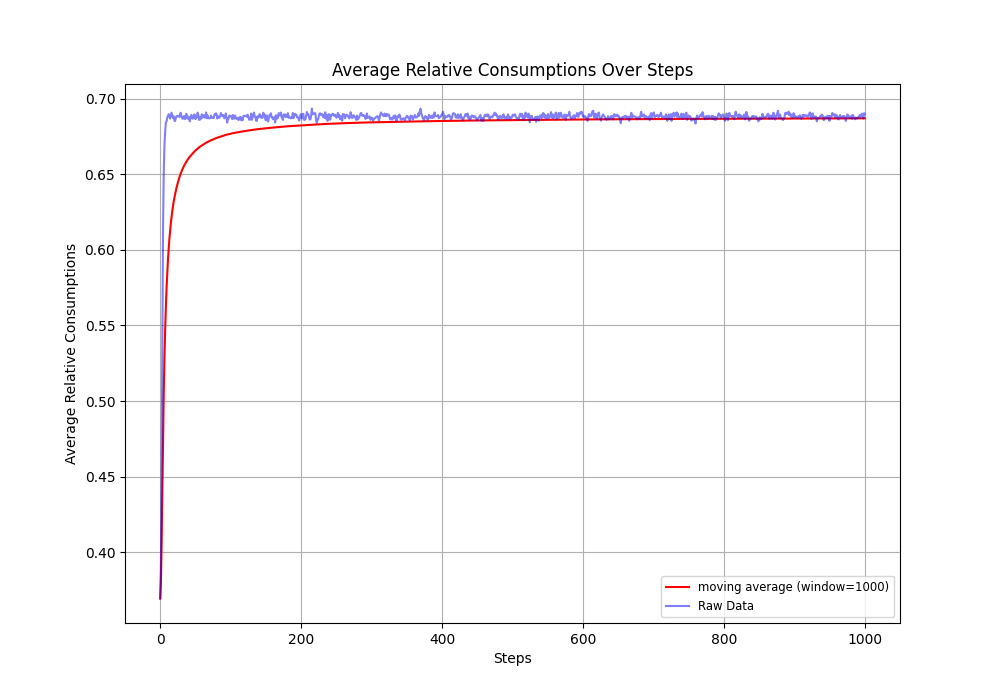 Average Relative Consumptions Over Steps
Average Relative Consumptions
0.70
0.65
0.60
0.55
0.50
0.45
0.40
moving average (window=1000)
Raw Data
0 200 400 600 800 1000
Steps